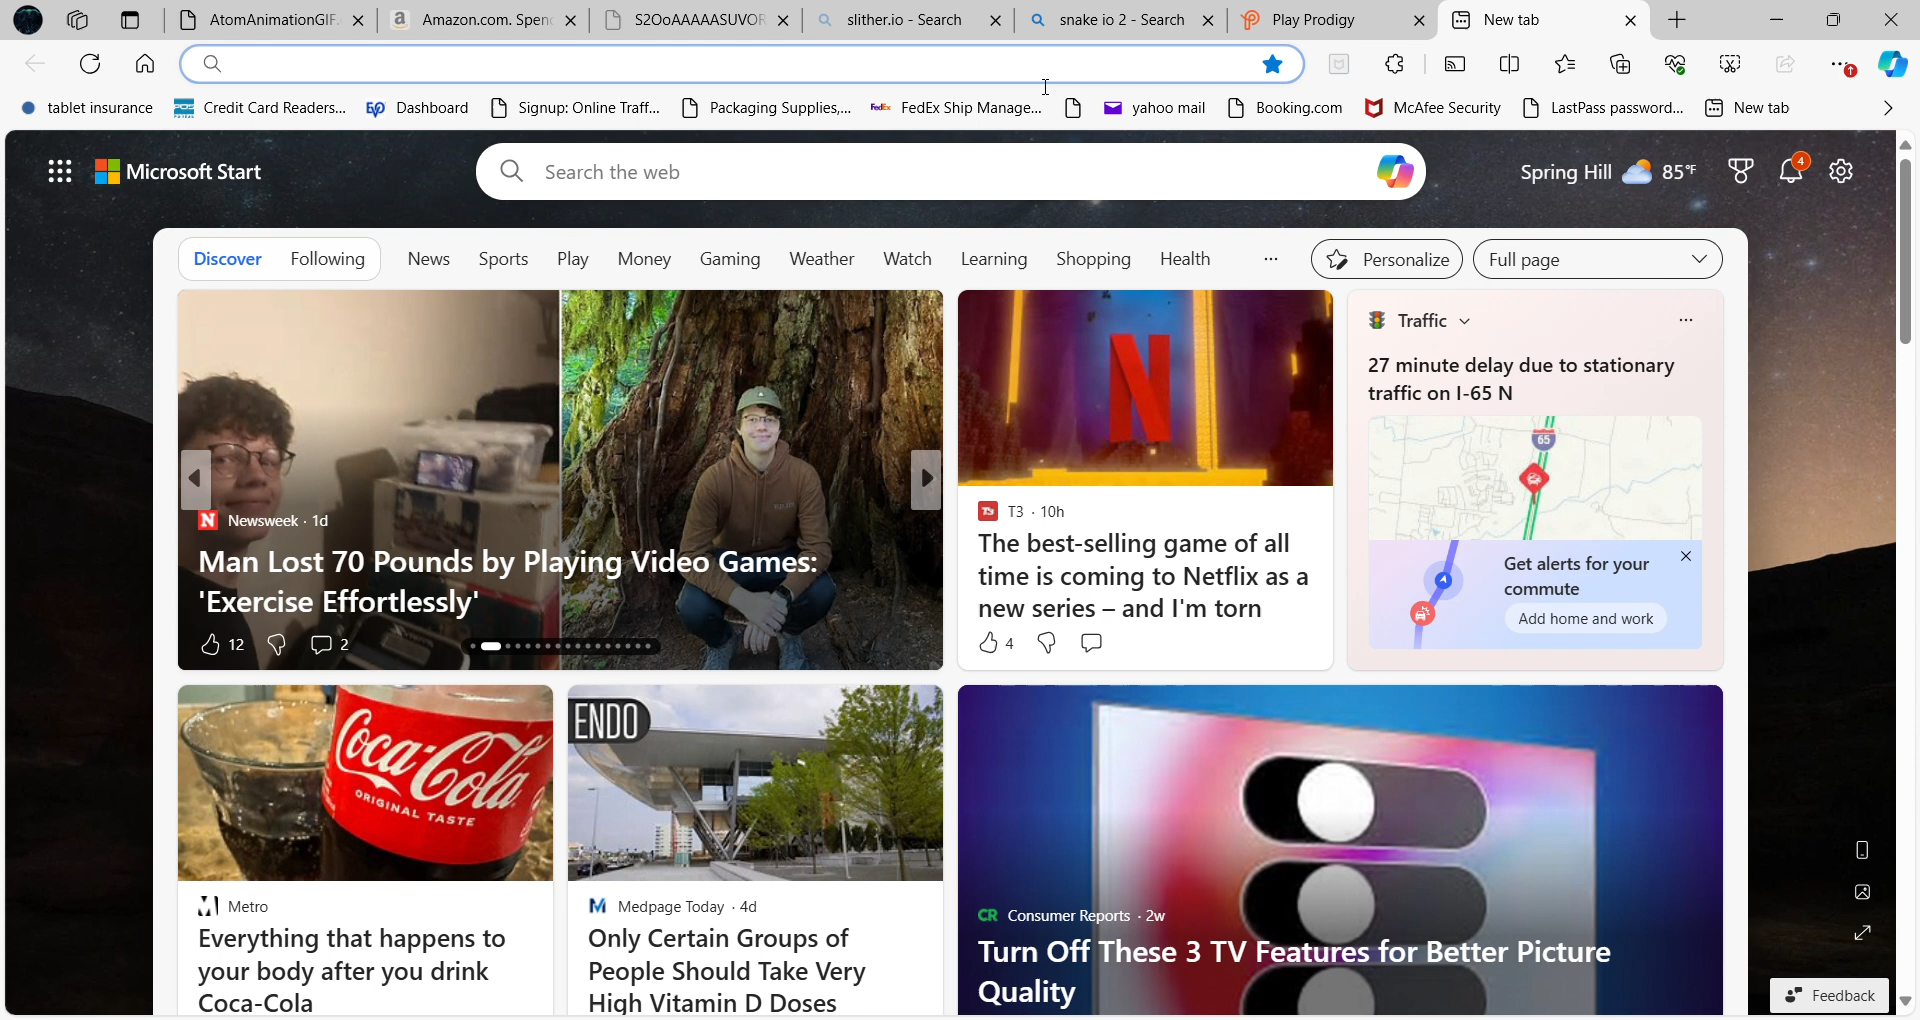 AtomAnimationGIF.
Amazon.com. Spend
S2OoAAAAASUVOR
slither.io - Search
snake io 2 - Search
Play Prodigy
New tab
tablet insurance
Credit Card Readers...
Dashboard
Signup: Online Traff...
Packaging Supplies,...
FedEx Ship Manage...
yahoo mail
Booking.com
McAfee Security
LastPass password...
New tab
Microsoft Start
Search the web
Spring Hill 85°F
4
Discover Following News Sports Play Money Gaming Weather Watch Learning Shopping Health ... Personalize Full page
Newsweek · 1d
Man Lost 70 Pounds by Playing Video Games:
'Exercise Effortlessly'
12 2
N
T3 · 10h
The best-selling game of all
time is coming to Netflix as a
new series – and I'm torn
4
Traffic
27 minute delay due to stationary
traffic on I-65 N
65
Get alerts for your
commute
Add home and work
Coca-Cola
ORIGINAL TASTE
Metro
Everything that happens to
your body after you drink
Coca-Cola
ENDO
Medpage Today · 4d
Only Certain Groups of
People Should Take Very
High Vitamin D Doses
CR Consumer Reports · 2w
Turn Off These 3 TV Features for Better Picture
Quality
Feedback